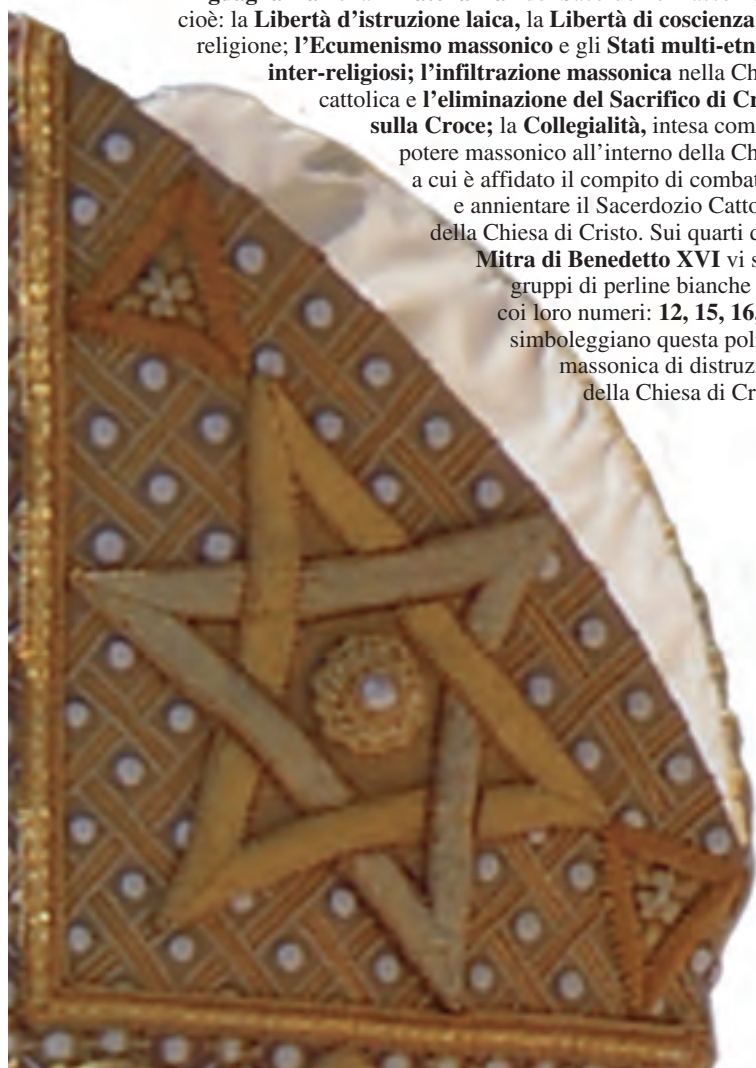 cioè: la Libertà d'istruzione laica, la Libertà di coscienza
religione; l'Ecumenismo massonico e gli Stati multi-etn
inter-religiosi; l'infiltrazione massonica nella Ch
cattolica e l'eliminazione del Sacrifico di Cr
sulla Croce; la Collegialità, intesa com
potere massonico all'interno della Ch
a cui è affidato il compito di combat
e annientare il Sacerdozio Catto
della Chiesa di Cristo. Sui quarti d
Mitra di Benedetto XVI vi s
gruppi di perline bianche
coi loro numeri: 12, 15, 16,
simboleggiano questa poli
massonica di distruzi
della Chiesa di Cr